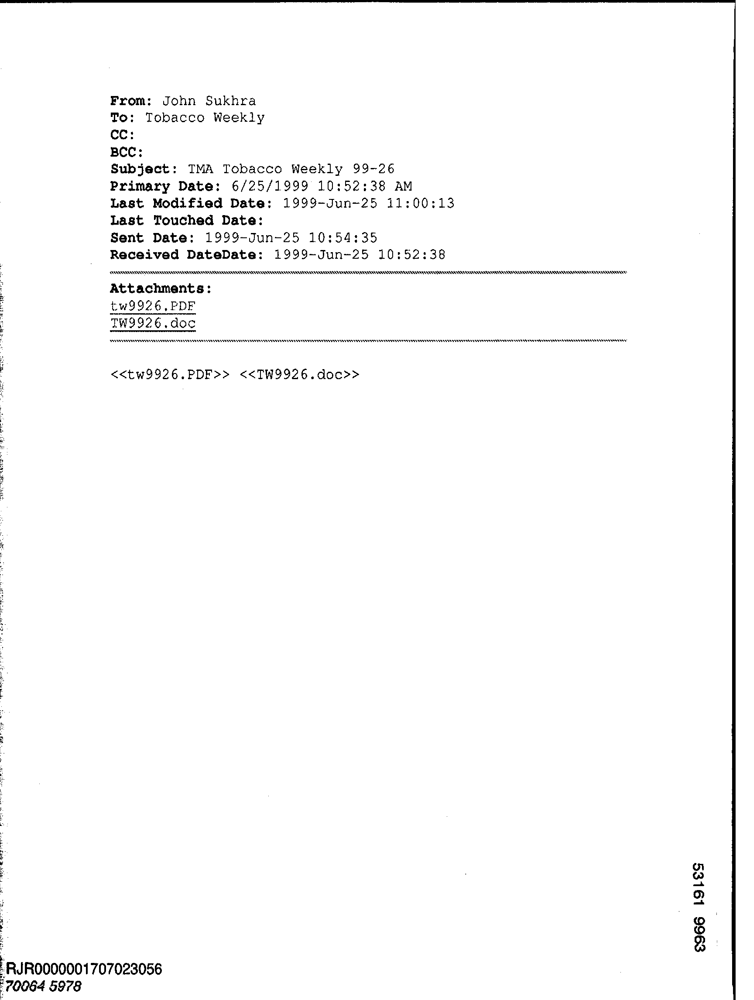 From: John Sukhra
To: Tobacco Weekly
CC:
BCC:
Subject: TMA Tobacco Weekly 99-26
Primary Date: 6/25/1999 10:52:38 AM
Last Modified Date: 1999-Jun-25 11:00:13
Last Touched Date:
Sent Date: 1999-Jun-25 10:54:35
Received DateDate: 1999-Jun-25 10:52:38
Attachments:
tw9926.PDF
TW9926.doc
<<tw9926.PDF>> <<TW9926.doc>>
53161 9963
RJR0000001707023056
70064 5978